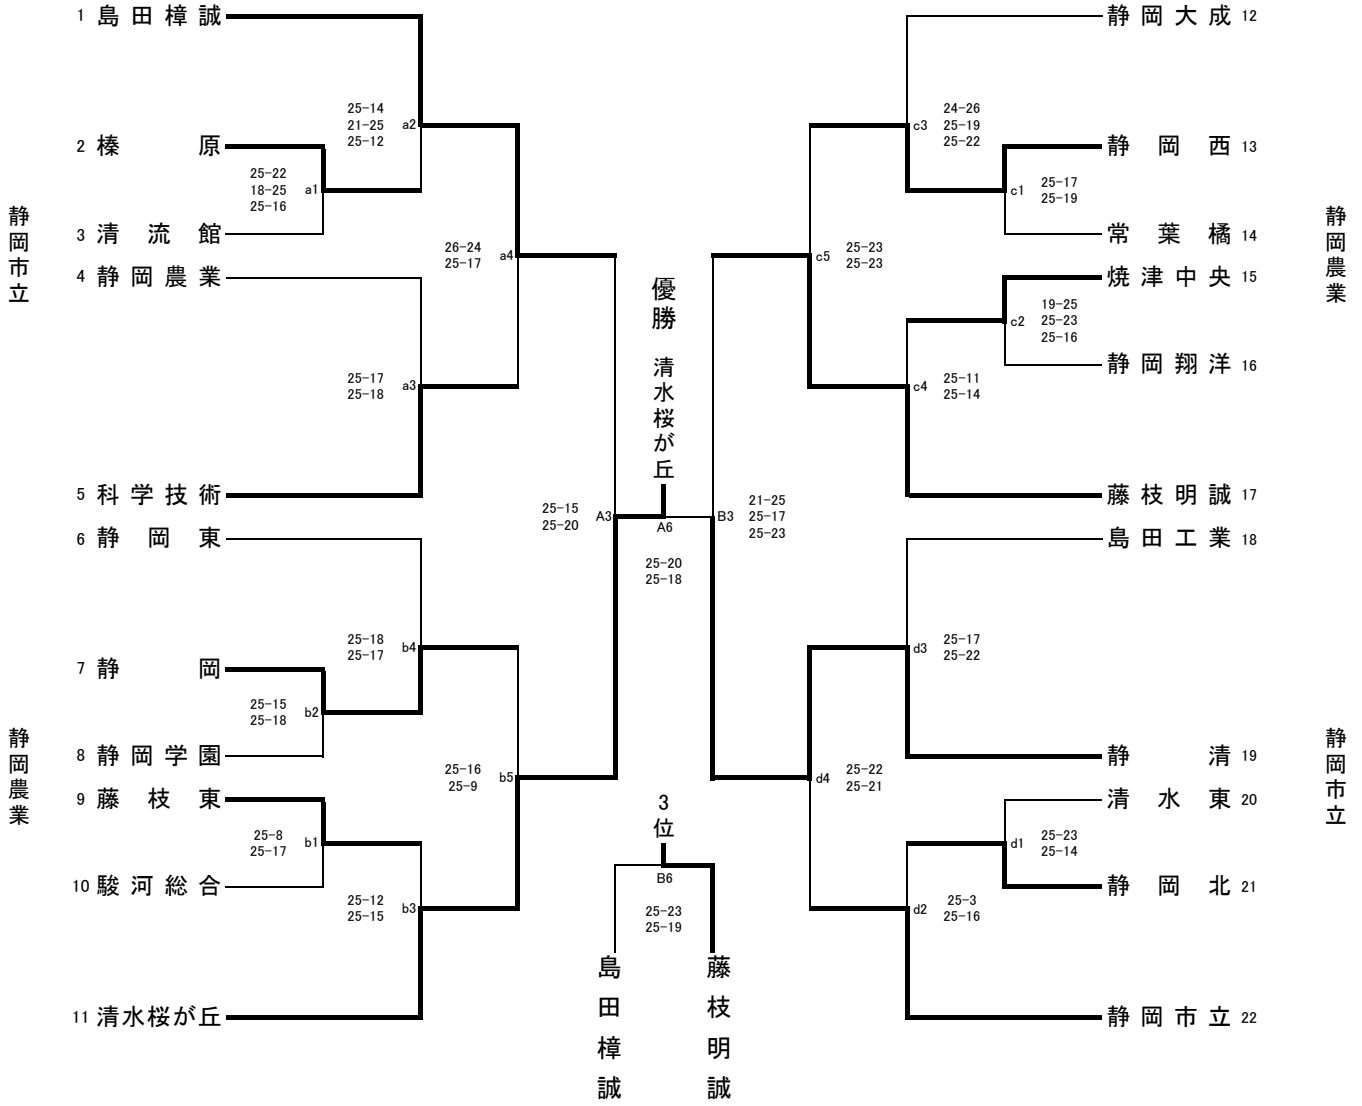 1 島田樟誠
25-14
21-25
25-12
a2
2 榛原
25-22
18-25
25-16
a1
3 清流館
静岡市立
4 静岡農業
26-24
25-17
a4
25-17
25-18
a3
5 科学技術
6 静岡東
25-15
25-20
A3
25-18
25-17
b4
7 静岡
25-15
25-18
b2
8 静岡学園
静岡農業
25-16
25-9
b5
9 藤枝東
25-8
25-17
b1
10 駿河総合
25-12
25-15
b3
11 清水桜が丘
優勝 清水桜が丘
A6
25-20
25-18
3位
B6
25-23
25-19
島田樟誠
藤枝明誠
静岡大成 12
c3
24-26
25-19
25-22
静岡西 13
c1
25-17
25-19
常葉橘 14
静岡農業
c5
25-23
25-23
焼津中央 15
c2
19-25
25-23
25-16
静岡翔洋 16
c4
25-11
25-14
藤枝明誠 17
B3
21-25
25-17
25-23
島田工業 18
d3
25-17
25-22
静清 19
静岡市立
d4
25-22
25-21
清水東 20
d1
25-23
25-14
静岡北 21
d2
25-3
25-16
静岡市立 22